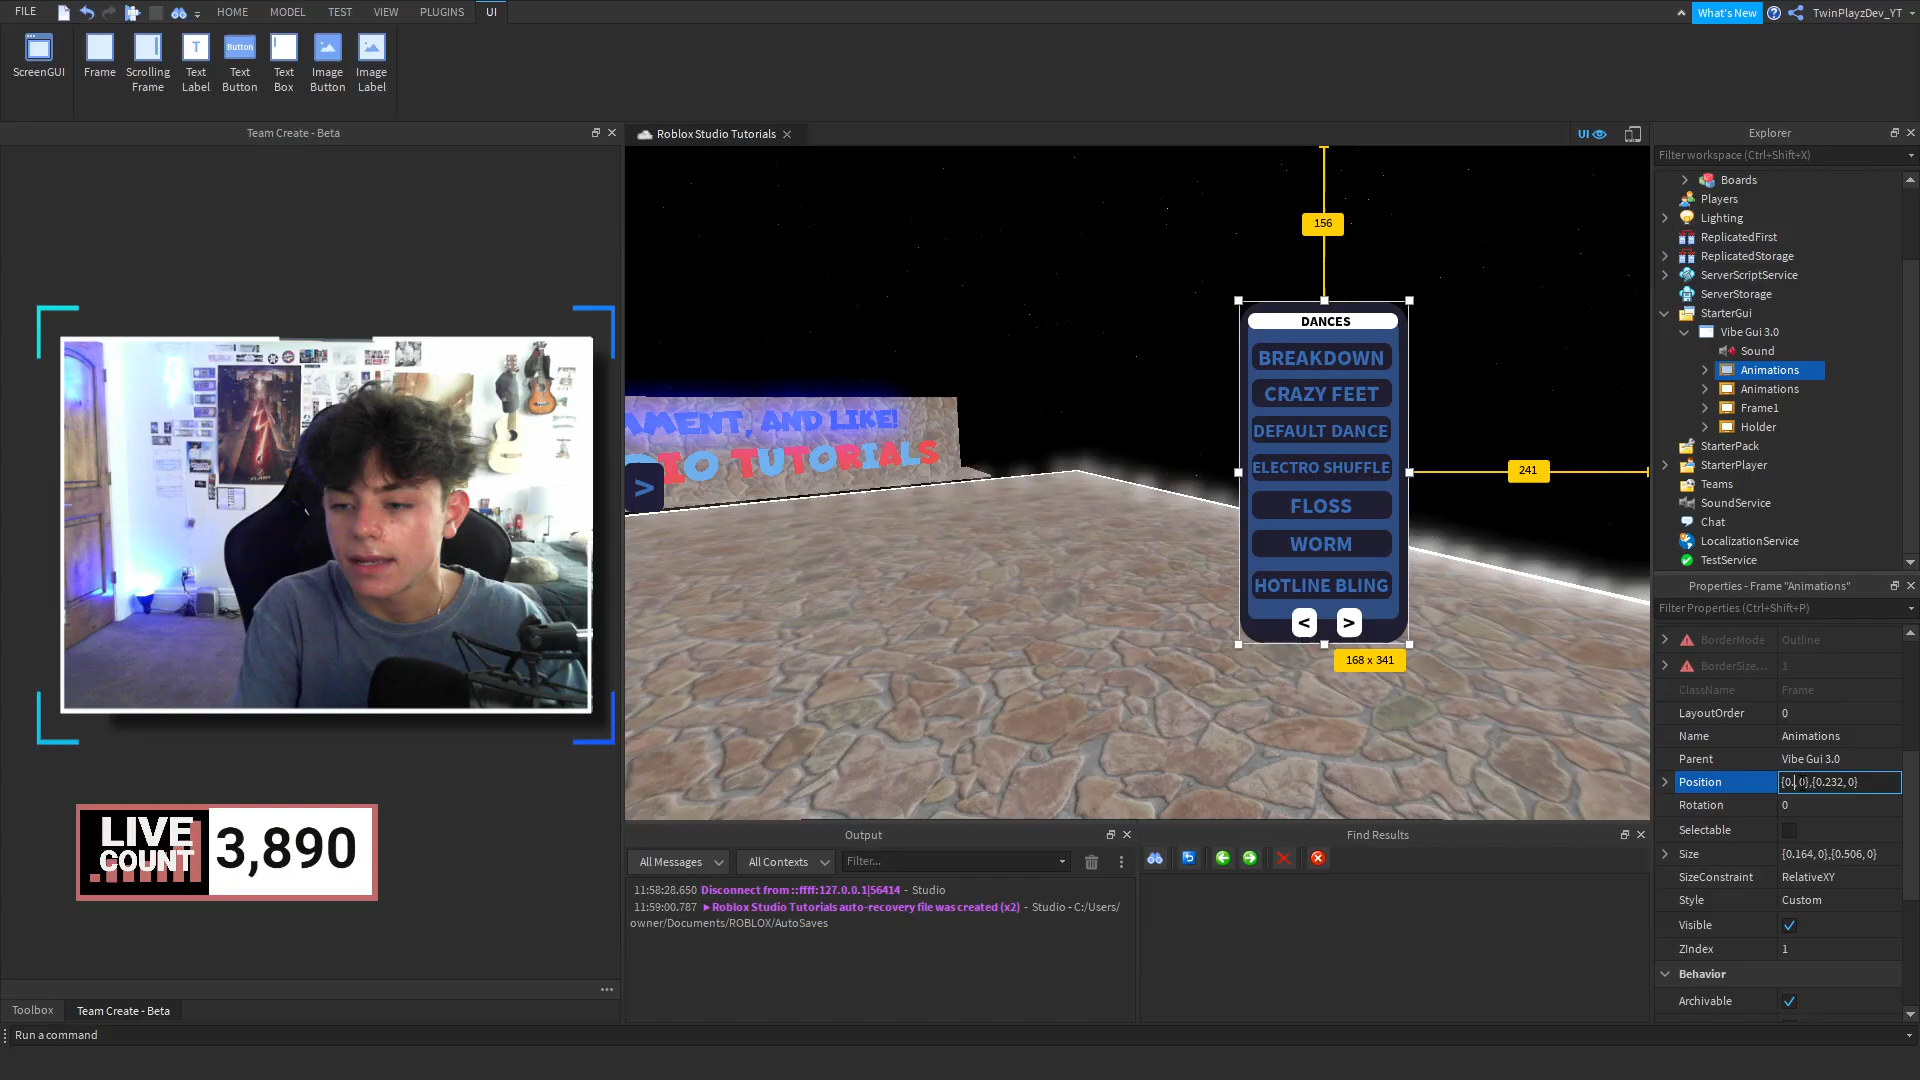 FILE
HOME
MODEL
TEST
VIEW
PLUGINS
UI
What's New
TwinPlayzDev_YT
ScreenGUI
Frame
Scrolling
Frame
Text
Label
Button
Text
Button
Text
Box
Image
Button
Image
Label
Team Create - Beta
Roblox Studio Tutorials
UI
Explorer
Filter workspace (Ctrl+Shift+X)
Boards
Players
Lighting
ReplicatedFirst
ReplicatedStorage
ServerScriptService
ServerStorage
StarterGui
Vibe Gui 3.0
Sound
Animations
Animations
Frame1
Holder
StarterPack
StarterPlayer
Teams
SoundService
Chat
LocalizationService
TestService
156
DANCES
BREAKDOWN
CRAZY FEET
DEFAULT DANCE
ELECTRO SHUFFLE
FLOSS
WORM
HOTLINE BLING
<
>
241
168 x 341
MENT, AND LIKE!
DIO TUTORIALS
>
Properties - Frame "Animations"
Filter Properties (Ctrl+Shift+P)
BorderMode Outline
BorderSize... 1
ClassName Frame
LayoutOrder 0
Name Animations
Parent Vibe Gui 3.0
Position {0., 0},{0.232, 0}
Rotation 0
Selectable
Size {0.164, 0},{0.506, 0}
SizeConstraint RelativeXY
Style Custom
Visible
ZIndex 1
Behavior
Archivable
LIVE
COUNT
3,890
Output
All Messages
All Contexts
Filter...
11:58:28.650 Disconnect from ::ffff:127.0.0.1|56414 - Studio
11:59:00.787 ▶Roblox Studio Tutorials auto-recovery file was created (x2) - Studio - C:/Users/
owner/Documents/ROBLOX/AutoSaves
Find Results
Toolbox
Team Create - Beta
Run a command